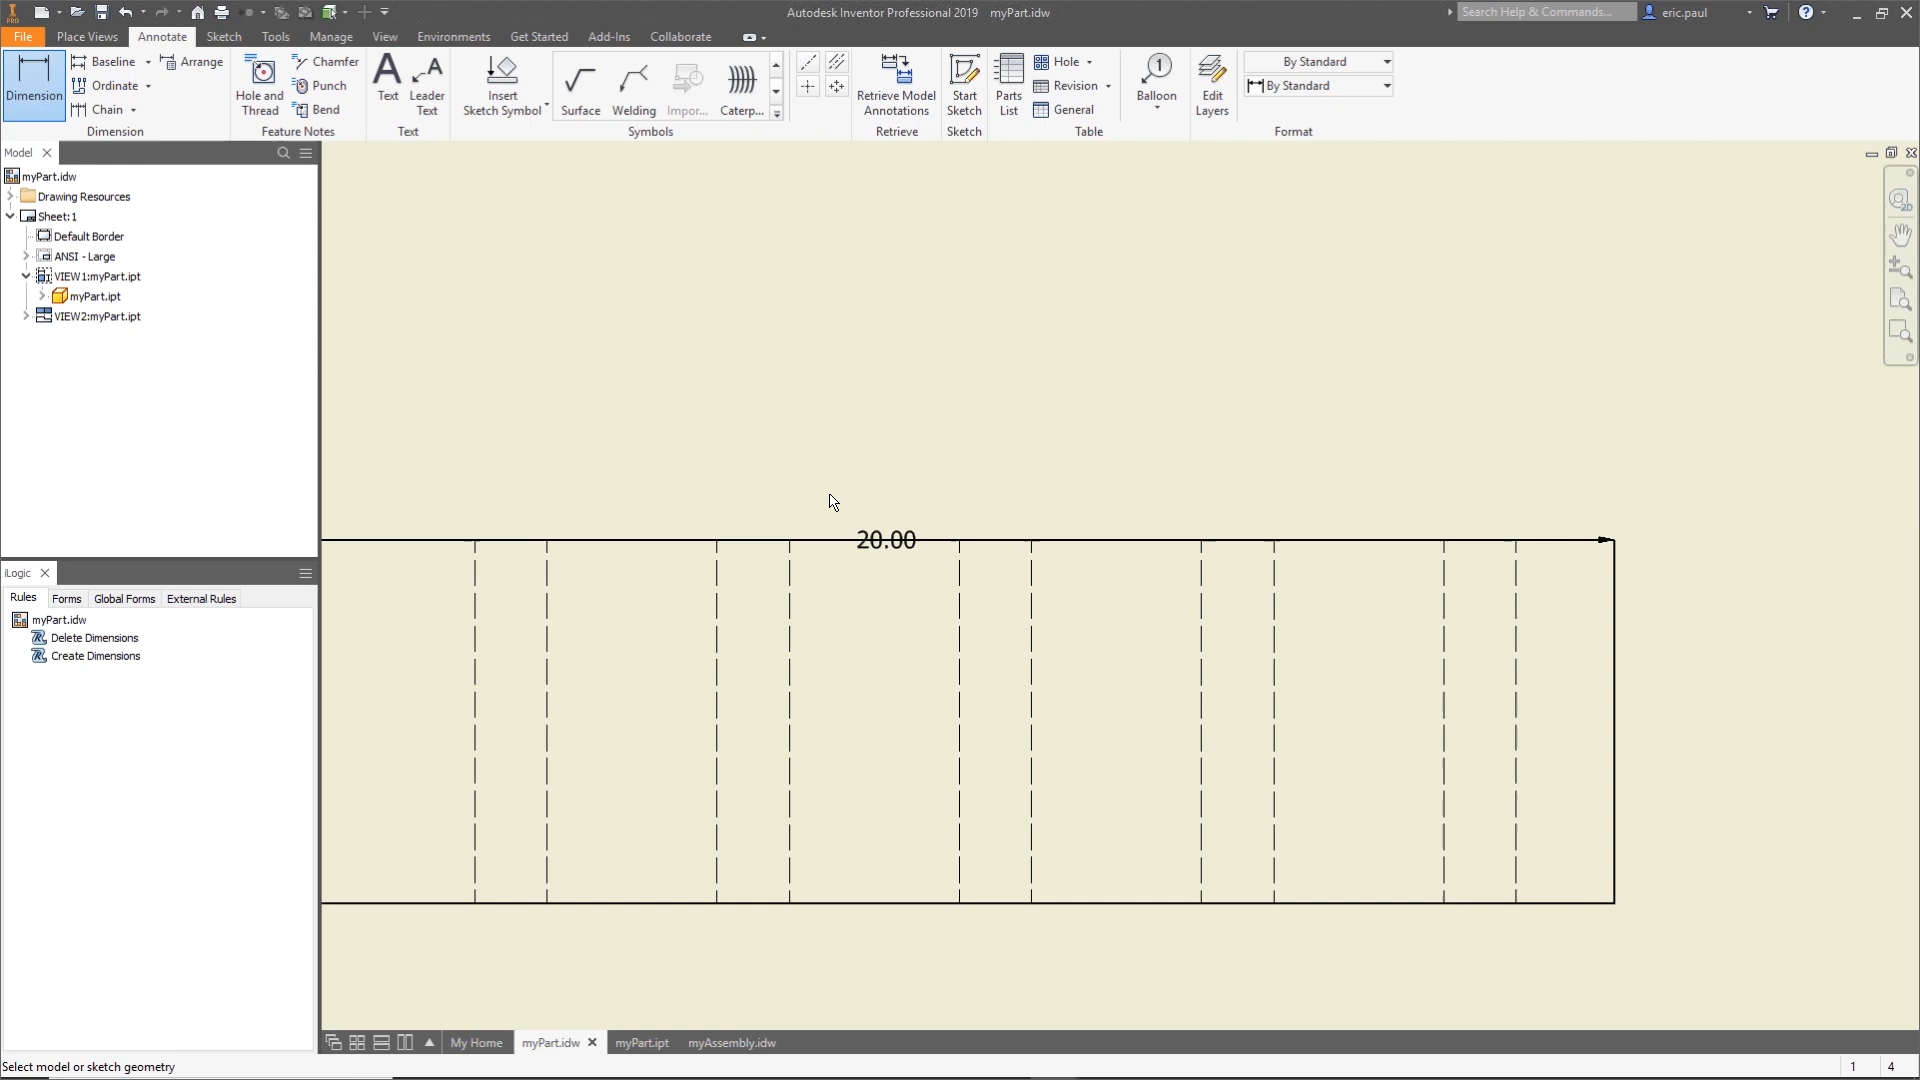 PRO
Autodesk Inventor Professional 2019 myPart.idw
Search Help & Commands...
eric.paul
File Place Views Annotate Sketch Tools Manage View Environments Get Started Add-Ins Collaborate
Dimension
Baseline
Ordinate
Chain
Arrange
Dimension
Hole and Thread
Chamfer
Punch
Bend
Feature Notes
Text
Leader Text
Text
Insert Sketch Symbol
Surface
Welding
Impor...
Caterp...
Symbols
Retrieve Model Annotations
Retrieve
Start Sketch
Sketch
Parts List
Hole
Revision
General
Table
1
Balloon
Edit Layers
By Standard
By Standard
Format
Model
myPart.idw
Drawing Resources
Sheet:1
Default Border
ANSI - Large
VIEW1:myPart.ipt
myPart.ipt
VIEW2:myPart.ipt
2D
20.00
iLogic
Rules Forms Global Forms External Rules
myPart.idw
Delete Dimensions
Create Dimensions
My Home myPart.idw myPart.ipt myAssembly.idw
Select model or sketch geometry
1 4